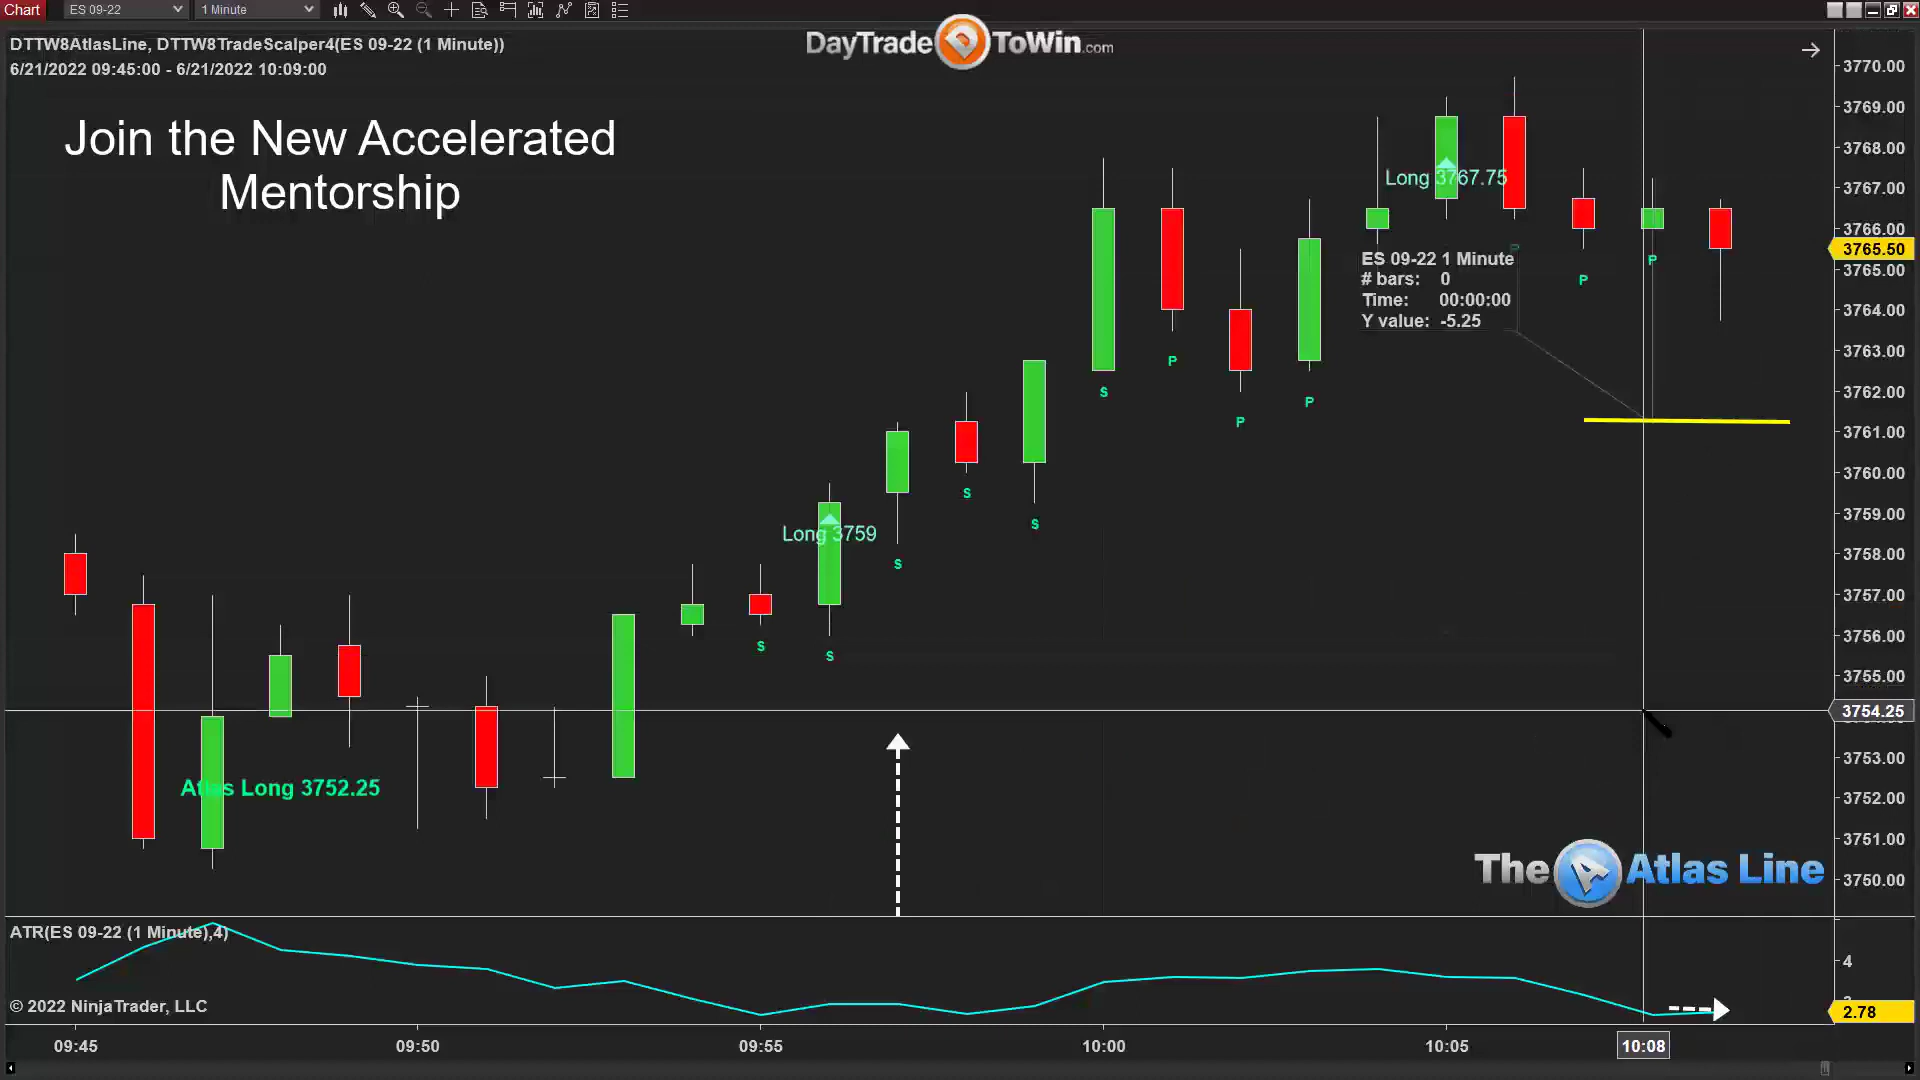 Chart
ES 09-22
1 Minute
DTTW8AtlasLine, DTTW8TradeScalper4(ES 09-22 (1 Minute))
6/21/2022 09:45:00 - 6/21/2022 10:09:00
DayTradeToWin.com
Join the New Accelerated
Mentorship
3770.00
3769.00
3768.00
Long 3767.75
3767.00
3766.00
3765.50
3765.00
ES 09-22 1 Minute
# bars: 0
Time: 00:00:00
Y value: -5.25
P
P
P
3764.00
3763.00
P
3762.00
S
P
P
3761.00
3760.00
S
3759.00
Long 3759
S
3758.00
S
3757.00
3756.00
S
S
3755.00
3754.25
3753.00
Atlas Long 3752.25
3752.00
3751.00
The Atlas Line
3750.00
ATR(ES 09-22 (1 Minute),4)
4
© 2022 NinjaTrader, LLC
2.78
09:45
09:50
09:55
10:00
10:05
10:08